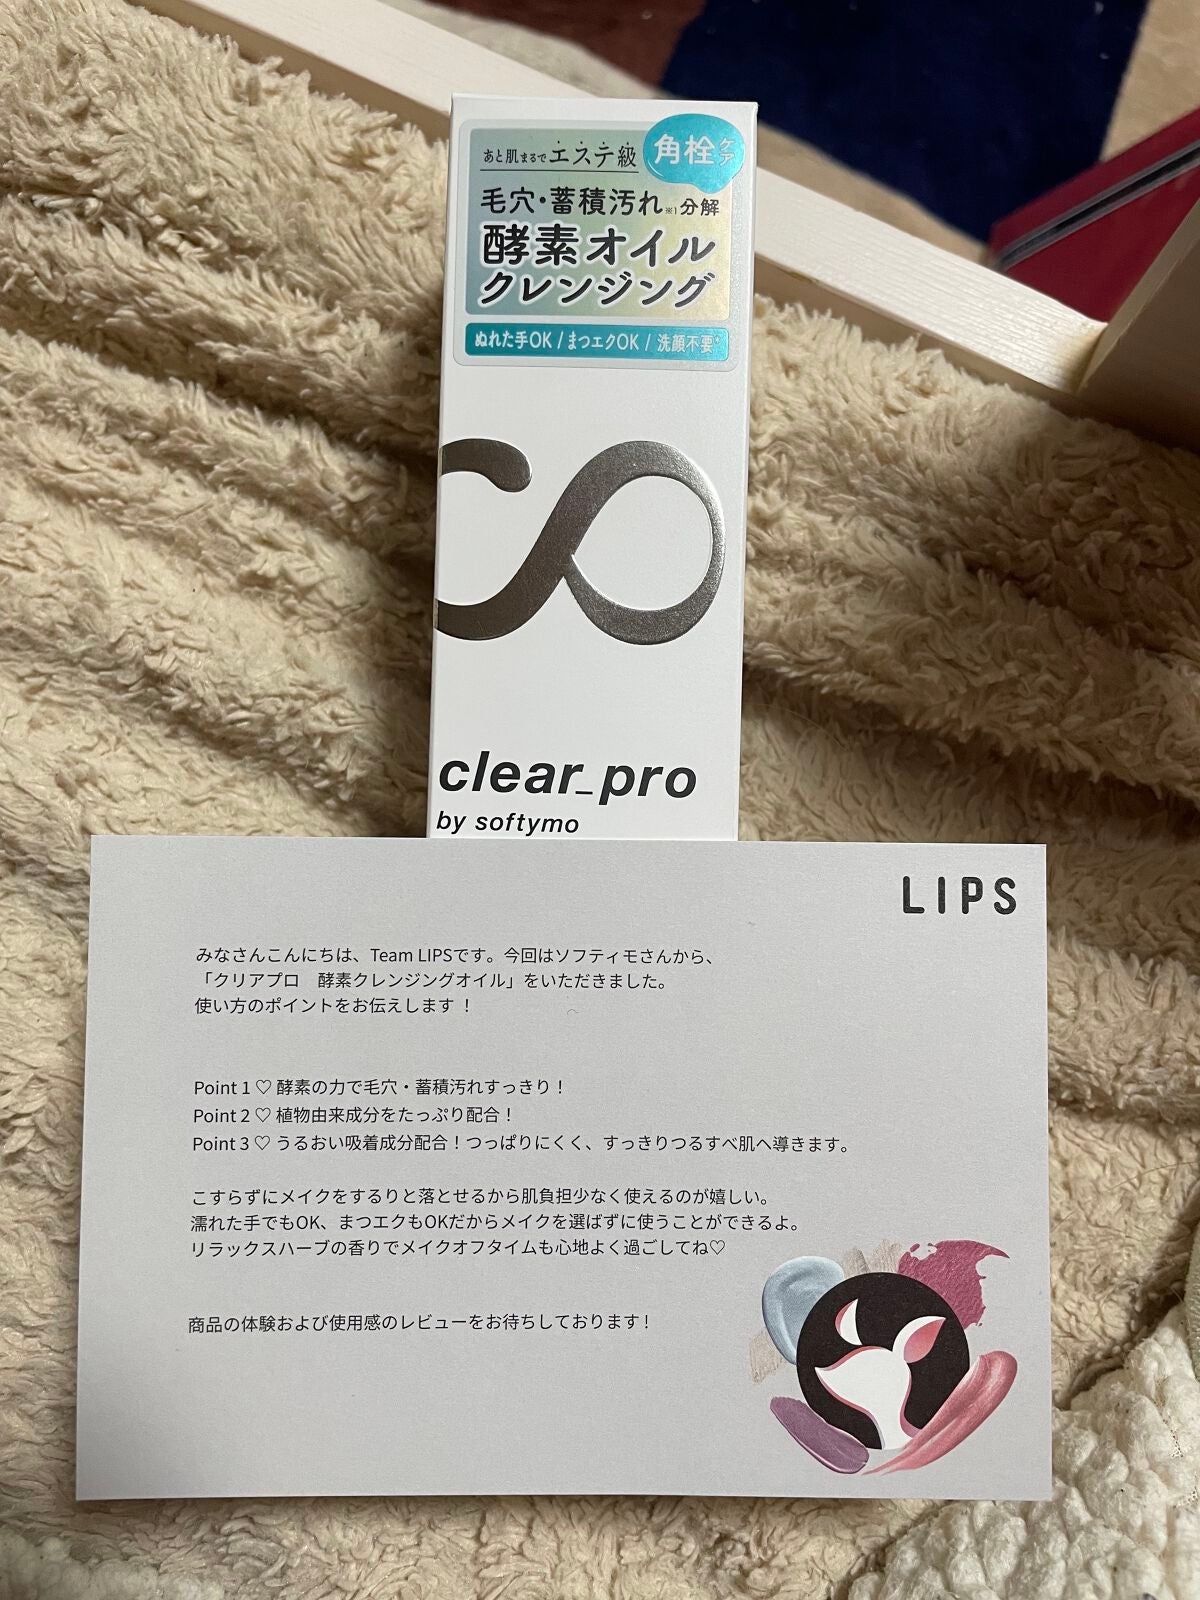 あと肌まるでエステ級
角栓ケア
毛穴・蓄積汚れ※1分解
酵素オイル
クレンジング
ぬれた手OK / まつエクOK / 洗顔不要*
clear_pro
by softymo
LIPS
みなさんこんにちは、Team LIPSです。今回はソフティモさんから、
「クリアプロ　酵素クレンジングオイル」をいただきました。
使い方のポイントをお伝えします！
Point 1 ♡ 酵素の力で毛穴・蓄積汚れすっきり！
Point 2 ♡ 植物由来成分をたっぷり配合！
Point 3 ♡ うるおい吸着成分配合！つっぱりにくく、すっきりつるすべ肌へ導きます。
こすらずにメイクをするりと落とせるから肌負担少なく使えるのが嬉しい。
濡れた手でもOK、まつエクもOKだからメイクを選ばずに使うことができるよ。
リラックスハーブの香りでメイクオフタイムも心地よく過ごしてね♡
商品の体験および使用感のレビューをお待ちしております！